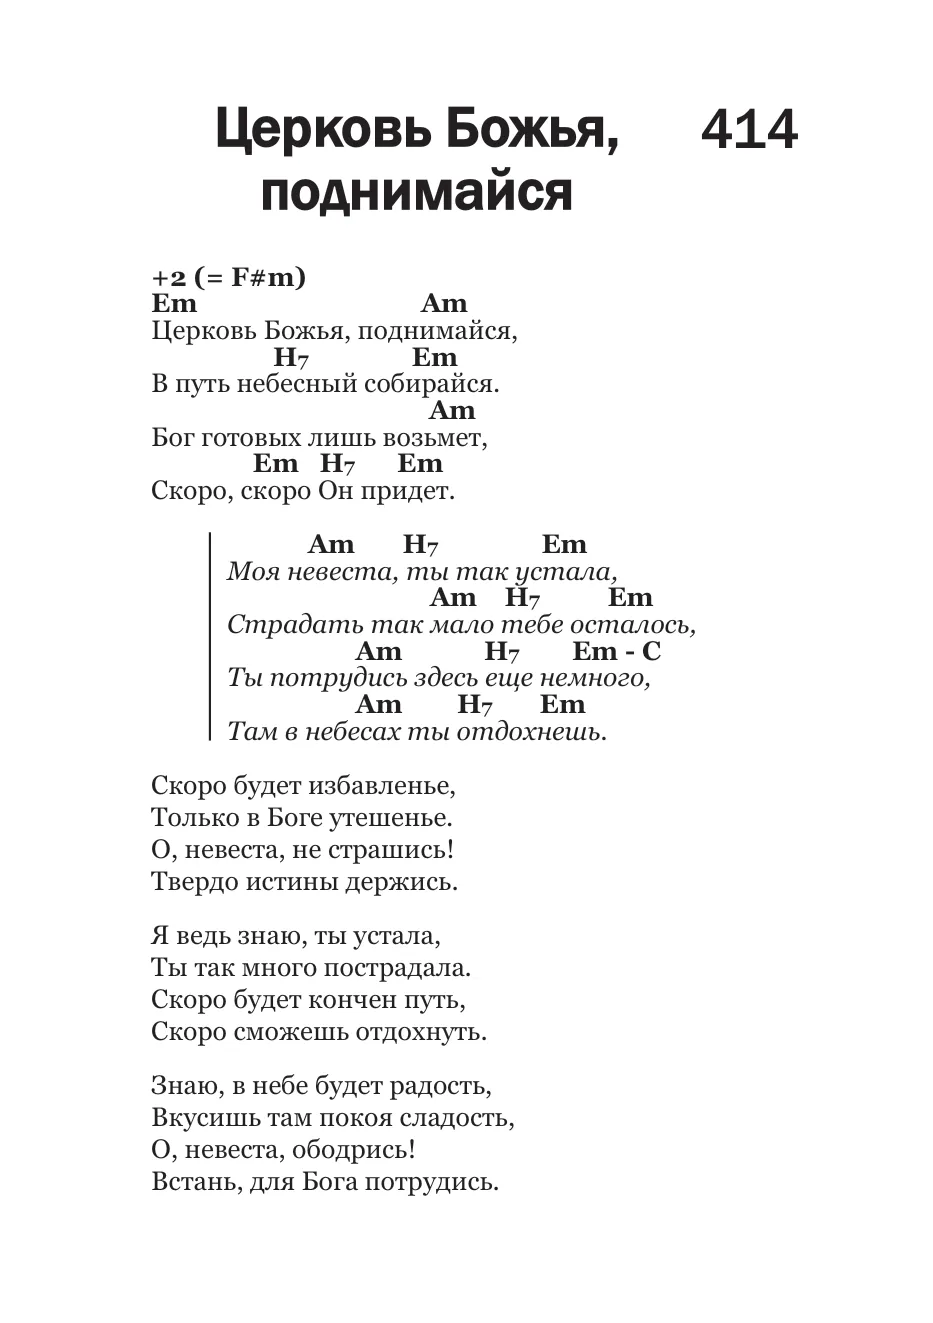 Церковь Божья, 414
поднимайся
+2 (= F#m)
Em Am
Церковь Божья, поднимайся,
H7 Em
В путь небесный собирайся.
Am
Бог готовых лишь возьмет,
Em H7 Em
Скоро, скоро Он придет.
Am H7 Em
Моя невеста, ты так устала,
Am H7 Em
Страдать так мало тебе осталось,
Am H7 Em - C
Ты потрудись здесь еще немного,
Am H7 Em
Там в небесах ты отдохнешь.
Скоро будет избавленье,
Только в Боге утешенье.
О, невеста, не страшись!
Твердо истины держись.
Я ведь знаю, ты устала,
Ты так много пострадала.
Скоро будет кончен путь,
Скоро сможешь отдохнуть.
Знаю, в небе будет радость,
Вкусишь там покоя сладость,
О, невеста, ободрись!
Встань, для Бога потрудись.